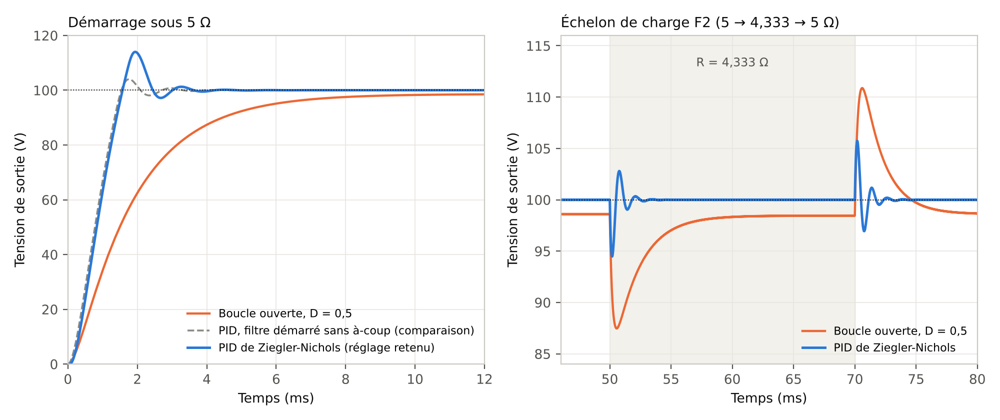 Démarrage sous 5 Ω
120
100
80
60
40
20
0
0 2 4 6 8 10 12
Tension de sortie (V)
Temps (ms)
Boucle ouverte, D = 0,5
PID, filtre démarré sans à-coup (comparaison)
PID de Ziegler-Nichols (réglage retenu)
Échelon de charge F2 (5 → 4,333 → 5 Ω)
115
110
105
100
95
90
85
50 55 60 65 70 75 80
Tension de sortie (V)
Temps (ms)
R = 4,333 Ω
Boucle ouverte, D = 0,5
PID de Ziegler-Nichols